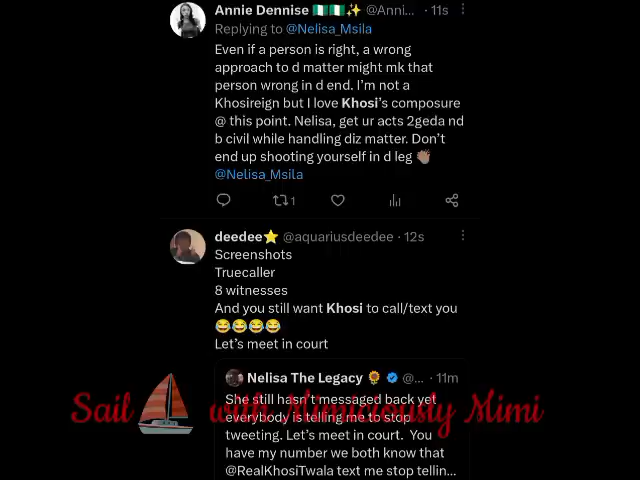 Annie Dennise 🇳🇬🇳🇬✨ @Anni... · 11s
Replying to @Nelisa_Msila
Even if a person is right, a wrong
approach to d matter might mk that
person wrong in d end. I'm not a
Khosireign but I love Khosi's composure
@ this point. Nelisa, get ur acts 2geda nd
b civil while handling diz matter. Don't
end up shooting yourself in d leg 👏🏽
@Nelisa_Msila
1
deedee⭐ @aquariusdeedee · 12s
Screenshots
Truecaller
8 witnesses
And you still want Khosi to call/text you
😂😂😂😂
Let's meet in court
Nelisa The Legacy 🌻 @... · 11m
She still hasn't messaged back yet
everybody is telling me to stop
Sail with Mimiciously Mimi
tweeting. Let's meet in court. You
have my number we both know that
@RealKhosiTwala text me stop tellin...